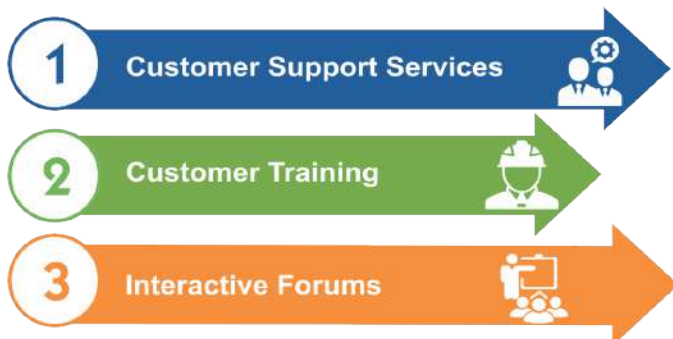 1
Customer Support Services
2
Customer Training
3
Interactive Forums